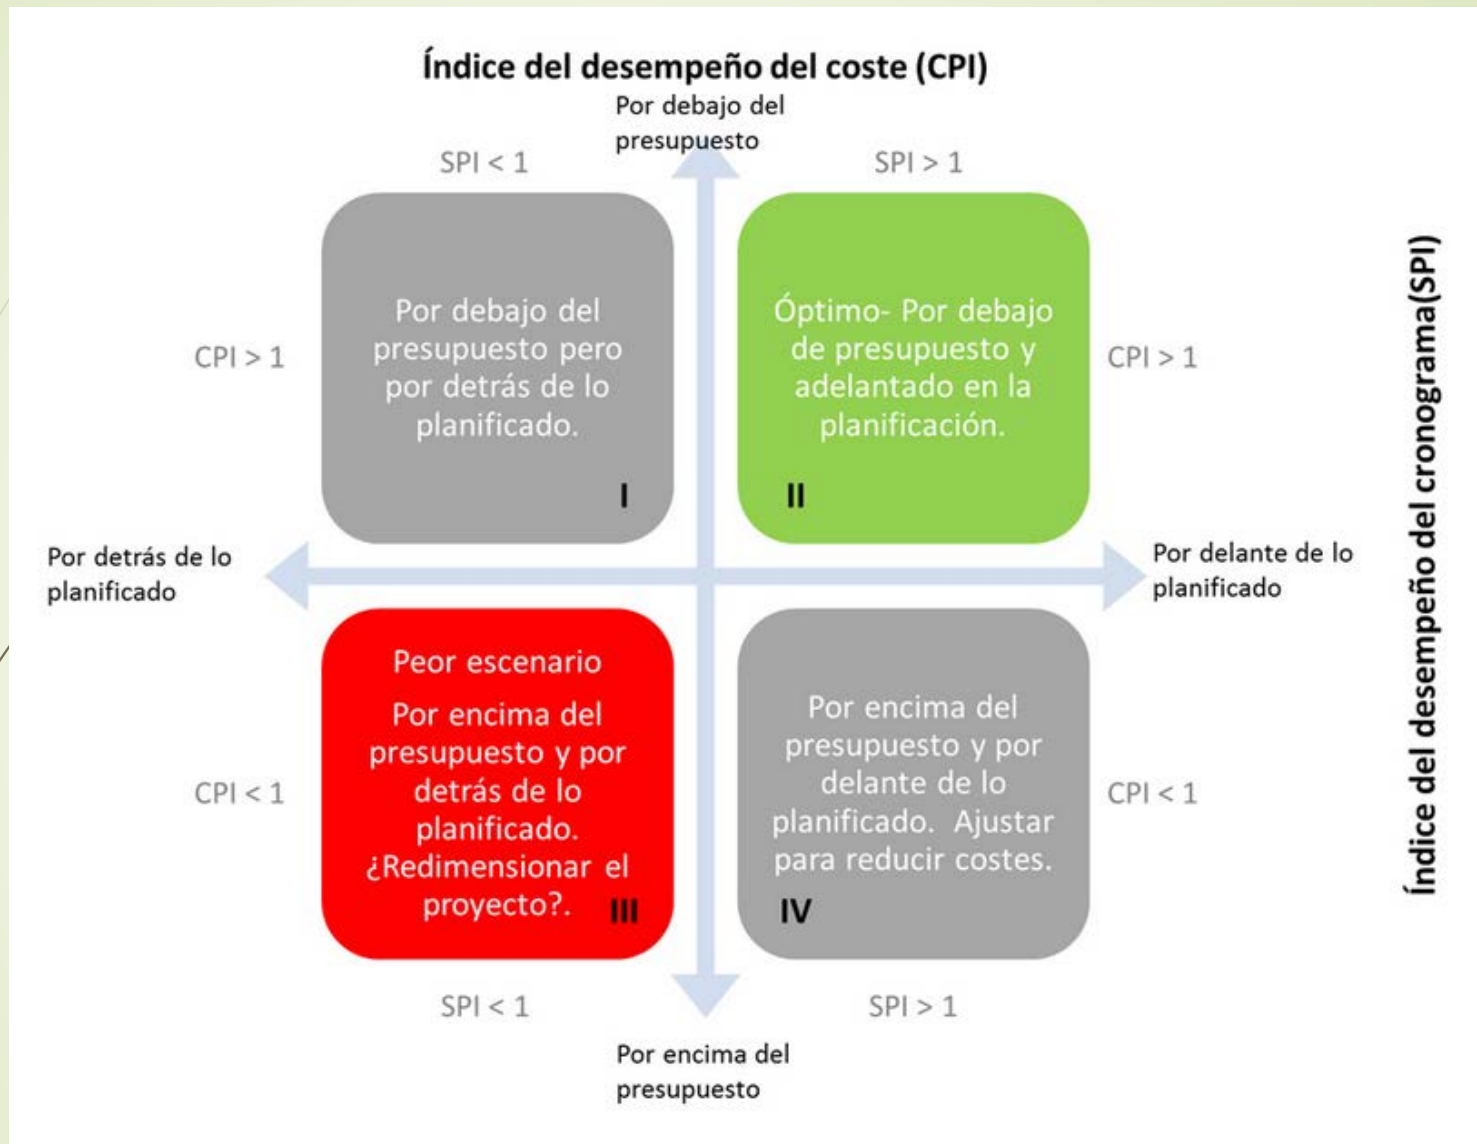 Índice del desempeño del coste (CPI)
Por debajo del
presupuesto
SPI < 1
SPI > 1
CPI > 1
Por debajo del
presupuesto pero
por detrás de lo
planificado.
I
Óptimo- Por debajo
de presupuesto y
adelantado en la
planificación.
II
CPI > 1
Por detrás de lo
planificado
Por delante de lo
planificado
Índice del desempeño del cronograma(SPI)
CPI < 1
Peor escenario
Por encima del
presupuesto y por
detrás de lo
planificado.
¿Redimensionar el
proyecto?.
III
Por encima del
presupuesto y por
delante de lo
planificado.  Ajustar
para reducir costes.
IV
CPI < 1
SPI < 1
SPI > 1
Por encima del
presupuesto